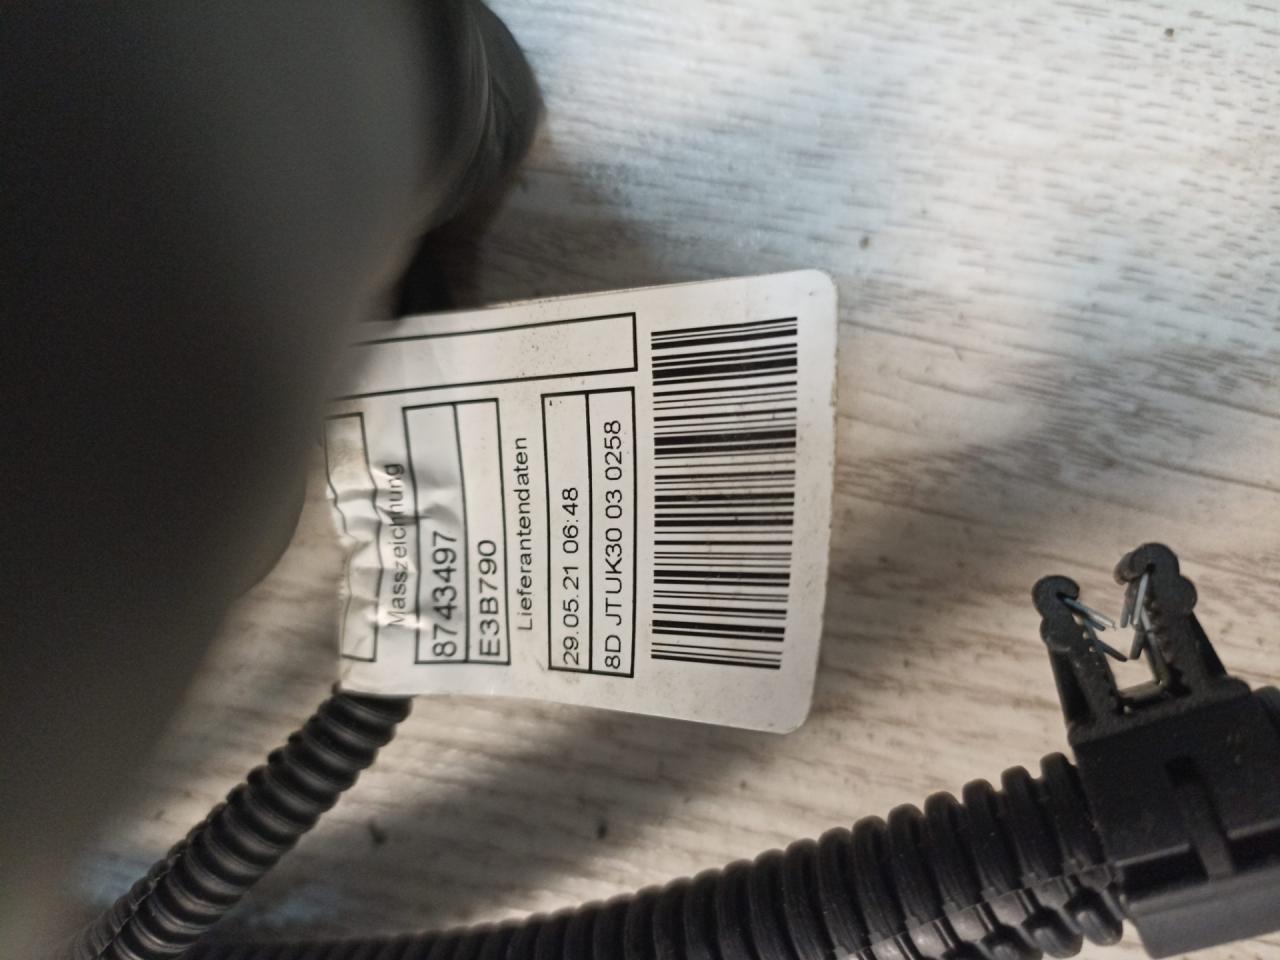 Masszeichnung
8743497
E3B790
Lieferantendaten
29.05.21 06:48
8D JTUK30 03 0258